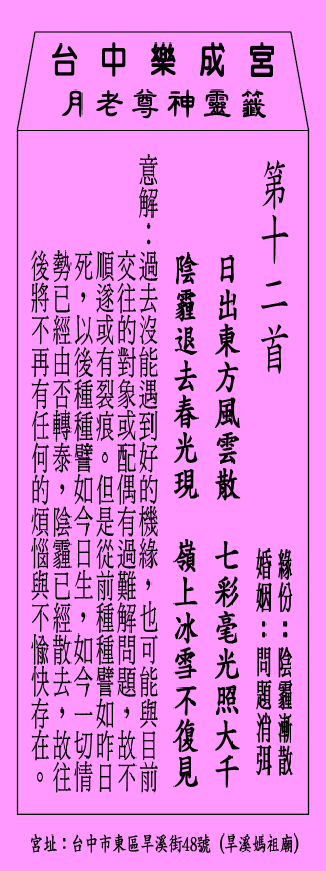 台中樂成宮
月老尊神靈籤
第十二首
日出東方風雲散 七彩毫光照大千
陰霾退去春光現 嶺上冰雪不復見
緣份：陰霾漸散
婚姻：問題消弭
意解：過去沒能遇到好的機緣，也可能與目前
交往的對象或配偶有過難解問題，故不
順遂或有裂痕。但是從前種種譬如昨日
死，以後種種譬如今日生，如今一切情
勢已經由否轉泰，陰霾已經散去，故往
後將不再有任何的煩惱與不愉快存在。
宮址：台中市東區旱溪街48號（旱溪媽祖廟）